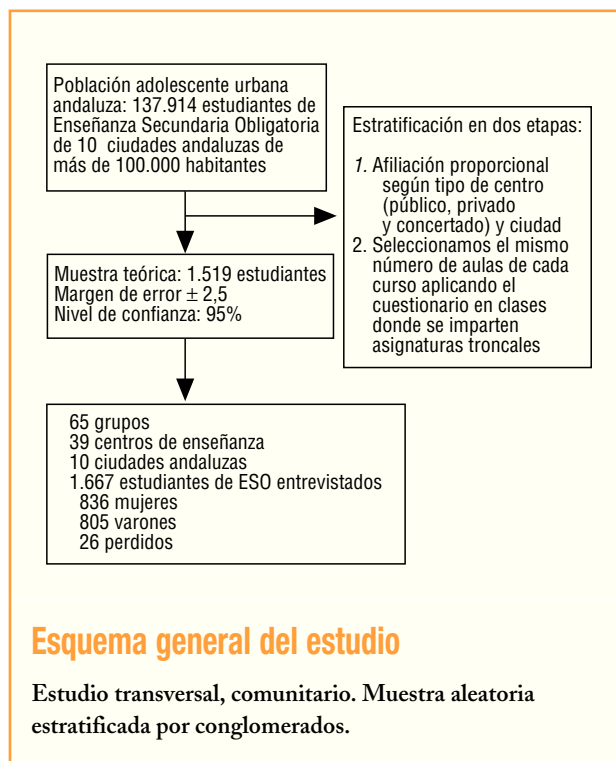 Población adolescente urbana
andaluza: 137.914 estudiantes de
Enseñanza Secundaria Obligatoria
de 10 ciudades andaluzas de
más de 100.000 habitantes
Estratificación en dos etapas:
1. Afiliación proporcional
según tipo de centro
(público, privado
y concertado) y ciudad
2. Seleccionamos el mismo
número de aulas de cada
curso aplicando el
cuestionario en clases
donde se imparten
asignaturas troncales
Muestra teórica: 1.519 estudiantes
Margen de error ± 2,5
Nivel de confianza: 95%
65 grupos
39 centros de enseñanza
10 ciudades andaluzas
1.667 estudiantes de ESO entrevistados
836 mujeres
805 varones
26 perdidos
Esquema general del estudio
Estudio transversal, comunitario. Muestra aleatoria
estratificada por conglomerados.